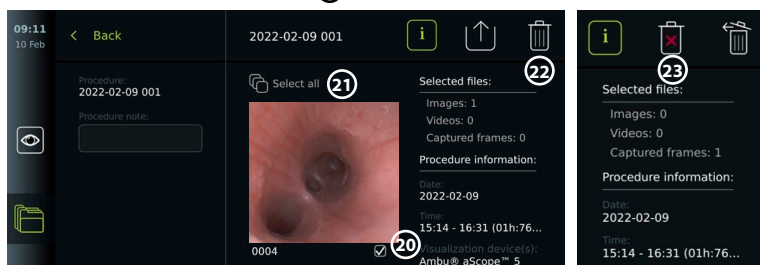 09:11
10 Feb
Back
Procedure:
2022-02-09 001
Procedure note:
2022-02-09 001
i
22
Select all
21
0004
20
Selected files:
Images: 1
Videos: 0
Captured frames: 0
Procedure information:
Date:
2022-02-09
Time:
15:14 - 16:31 (01h:76...
Visualization device(s):
Ambu® aScope™ 5
i
23
Selected files:
Images: 0
Videos: 0
Captured frames: 1
Procedure information:
Date:
2022-02-09
Time:
15:14 - 16:31 (01h:76...